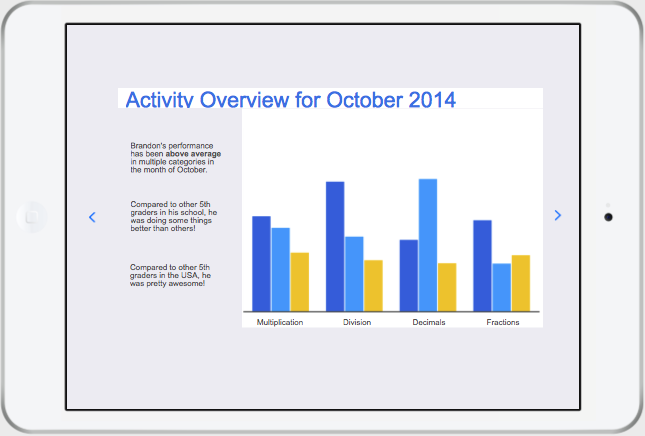 Activity Overview for October 2014
Brandon's performance
has been above average
in multiple categories in
the month of October.
Compared to other 5th
graders in his school, he
was doing some things
better than others!
Compared to other 5th
graders in the USA, he
was pretty awesome!
Multiplication
Division
Decimals
Fractions